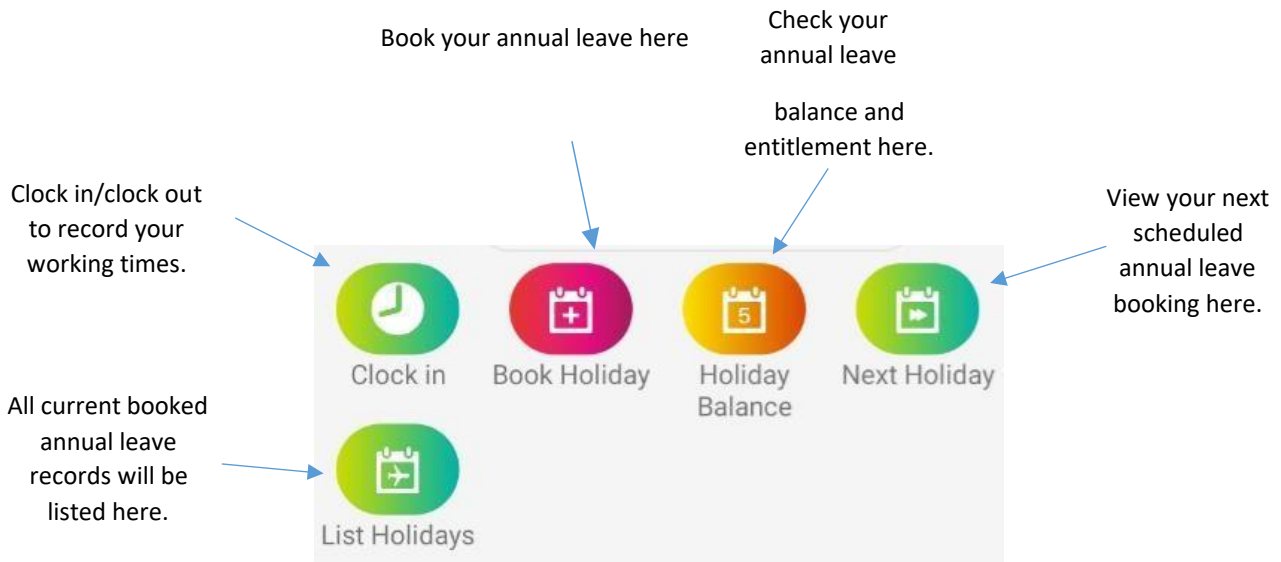 Book your annual leave here
Check your
annual leave
balance and
entitlement here.
Clock in/clock out
to record your
working times.
View your next
scheduled
annual leave
booking here.
5
Clock in
Book Holiday
Holiday
Balance
Next Holiday
All current booked
annual leave
records will be
listed here.
List Holidays